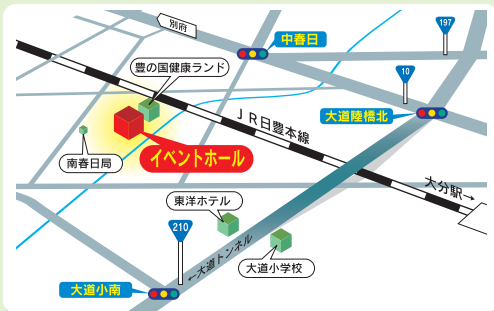 別府
197
中春日
豊の国健康ランド
10
大道陸橋北
JR日豊本線
イベントホール
南春日局
大分駅→
東洋ホテル
210
←大道トンネル
大道小学校
大道小南